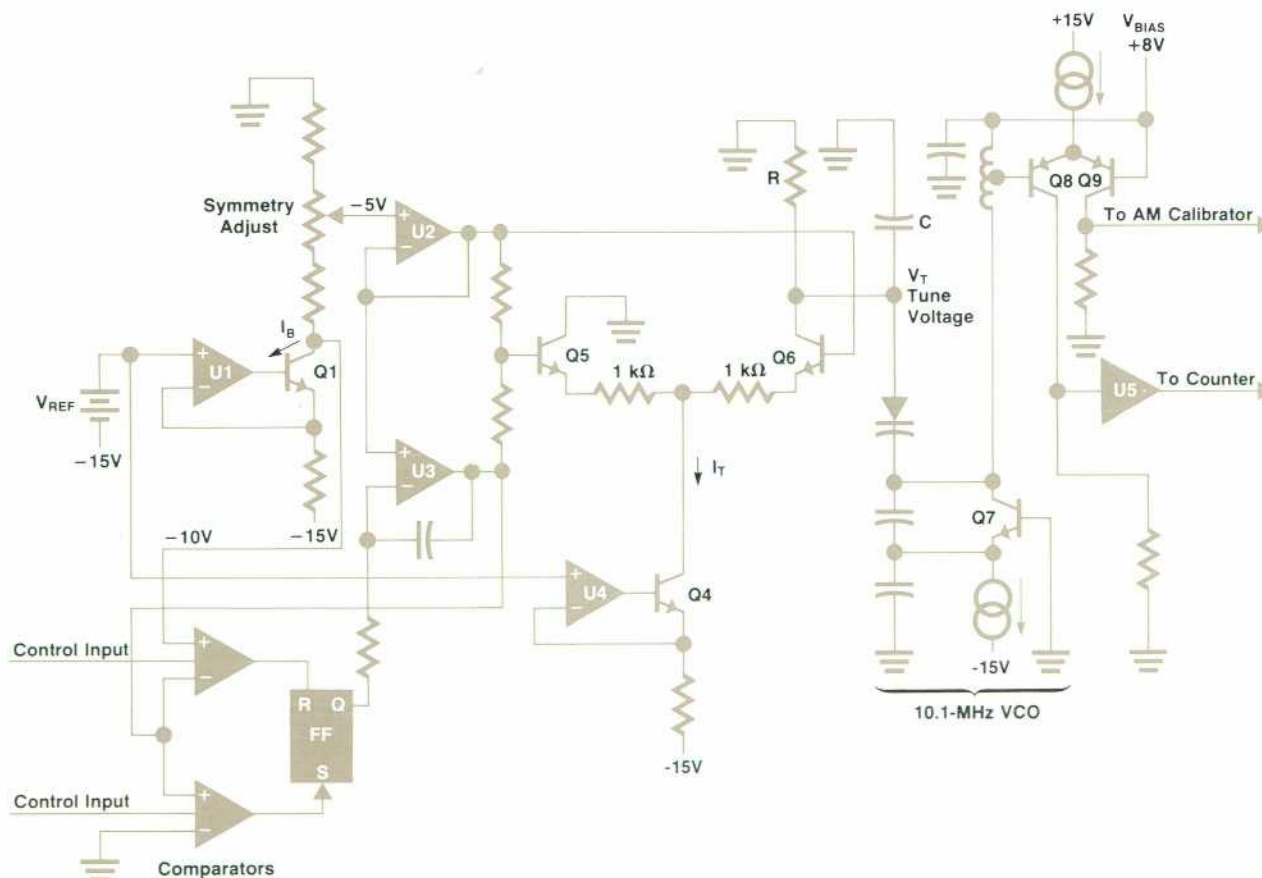 +15V
V_BIAS
+8V
Symmetry
Adjust
−5V
+
−
U2
R
C
Q8 Q9
To AM Calibrator
V_T
Tune
Voltage
I_B
+
−
U1
Q1
Q5
Q6
1 kΩ
1 kΩ
V_REF
−15V
−15V
+
−
U3
I_T
U5
To Counter
−10V
Q7
+
−
U4
Q4
-15V
Control Input
+
−
R Q
FF
S
-15V
10.1-MHz VCO
Control Input
+
−
Comparators